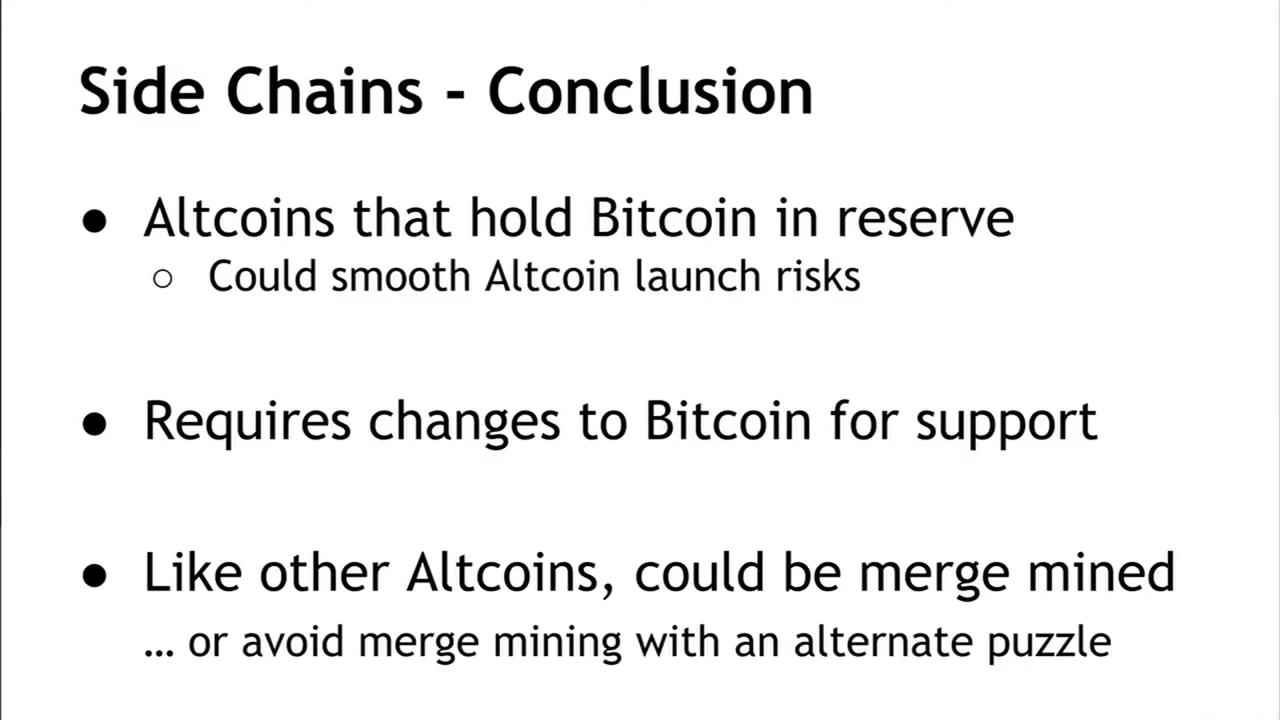 Side Chains - Conclusion
● Altcoins that hold Bitcoin in reserve
○ Could smooth Altcoin launch risks
● Requires changes to Bitcoin for support
● Like other Altcoins, could be merge mined
... or avoid merge mining with an alternate puzzle